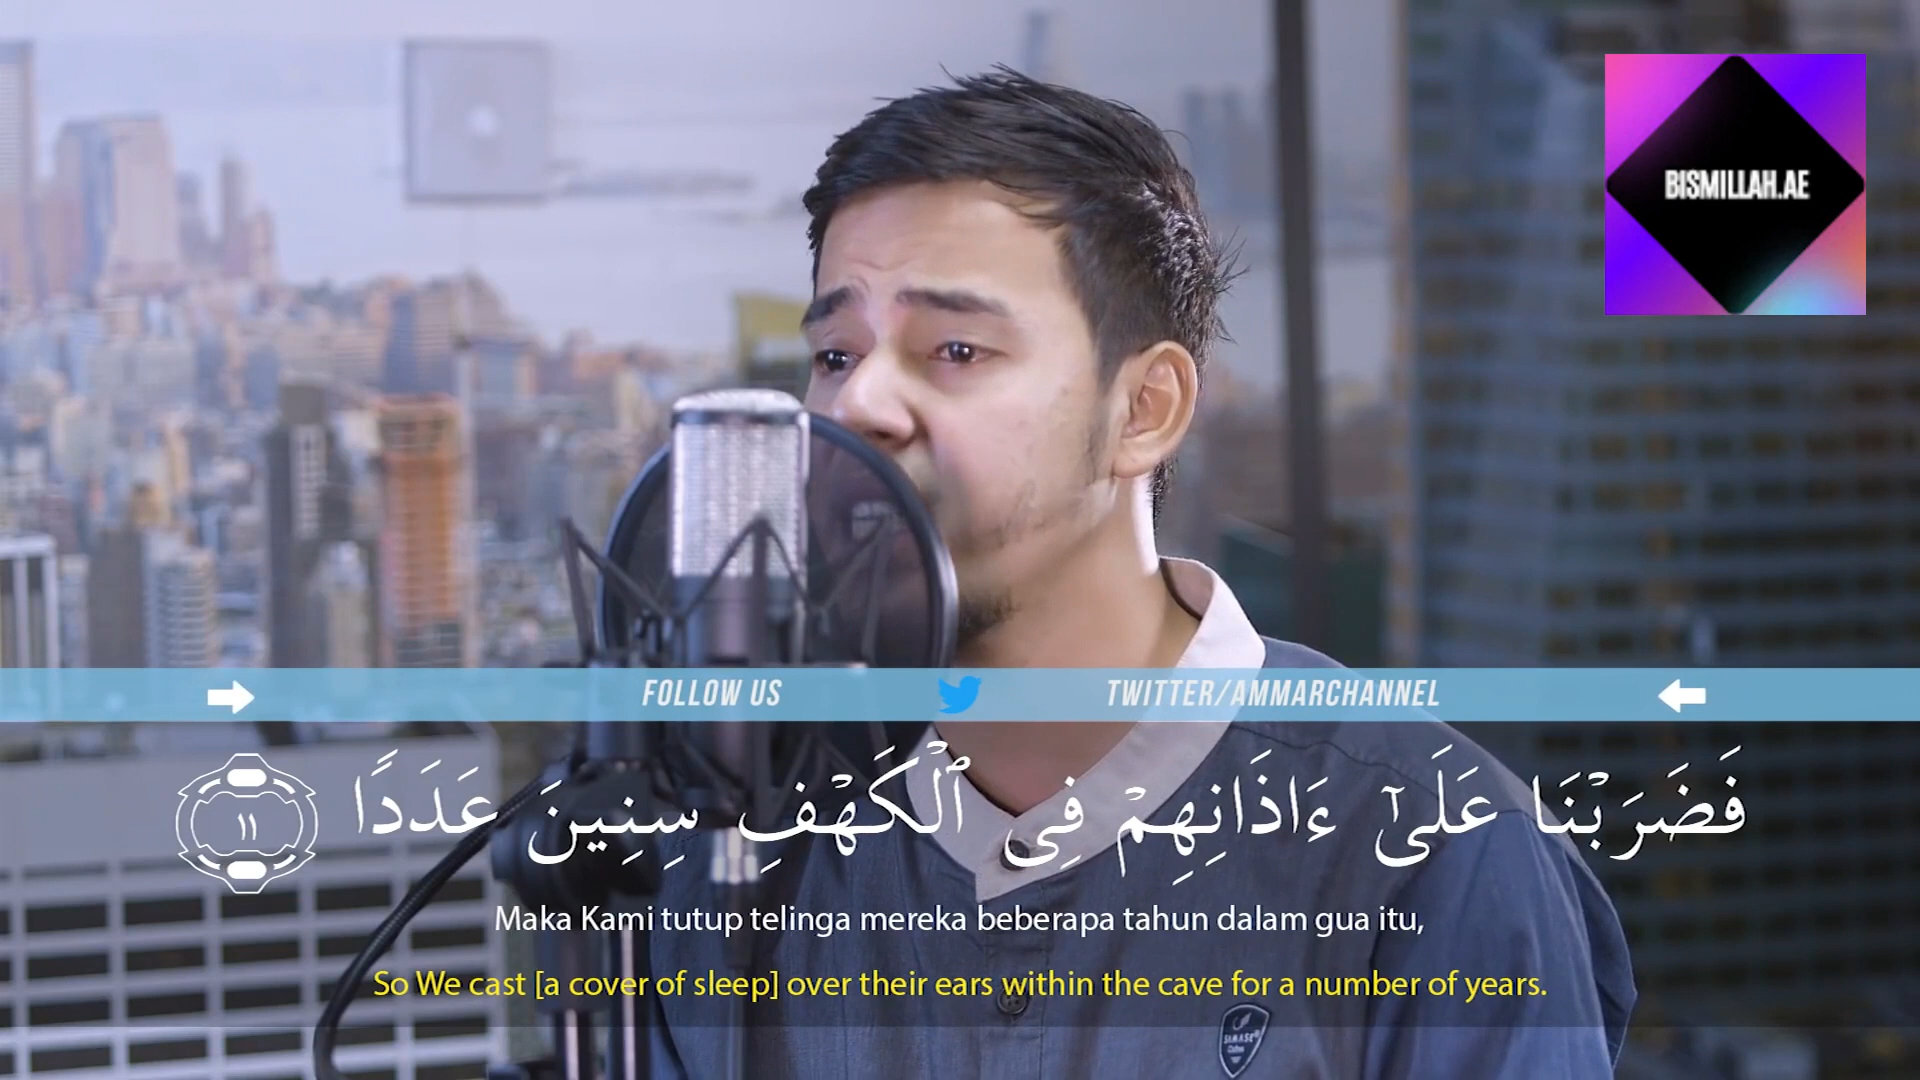 BISMILLAH.AE
FOLLOW US
TWITTER/AMMARCHANNEL
فَضَرَبْنَا عَلَىٰٓ ءَاذَانِهِمْ فِى ٱلْكَهْفِ سِنِينَ عَدَدًا ١١
Maka Kami tutup telinga mereka beberapa tahun dalam gua itu,
So We cast [a cover of sleep] over their ears within the cave for a number of years.
SAMASE